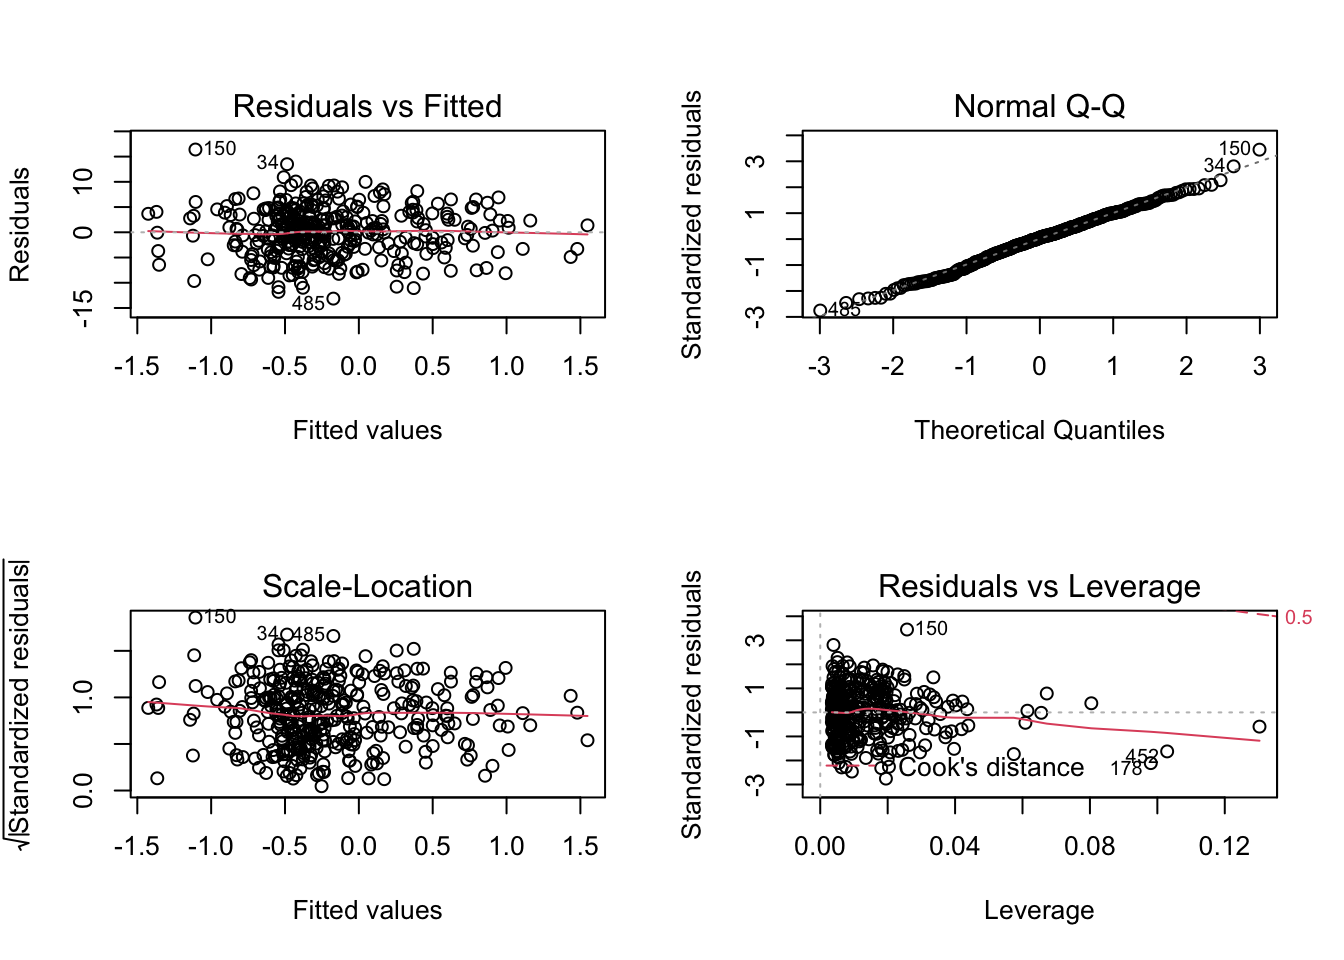 Residuals vs Fitted
Residuals
10
0
-15
150
34
485
-1.5 -1.0 -0.5 0.0 0.5 1.0 1.5
Fitted values
Normal Q-Q
Standardized residuals
3
1
-1
-3
150
34
485
-3 -2 -1 0 1 2 3
Theoretical Quantiles
Scale-Location
√|Standardized residuals|
1.0
0.0
150
34
485
-1.5 -1.0 -0.5 0.0 0.5 1.0 1.5
Fitted values
Residuals vs Leverage
Standardized residuals
3
1
-1
-3
0.5
150
452
178
Cook's distance
0.00 0.04 0.08 0.12
Leverage